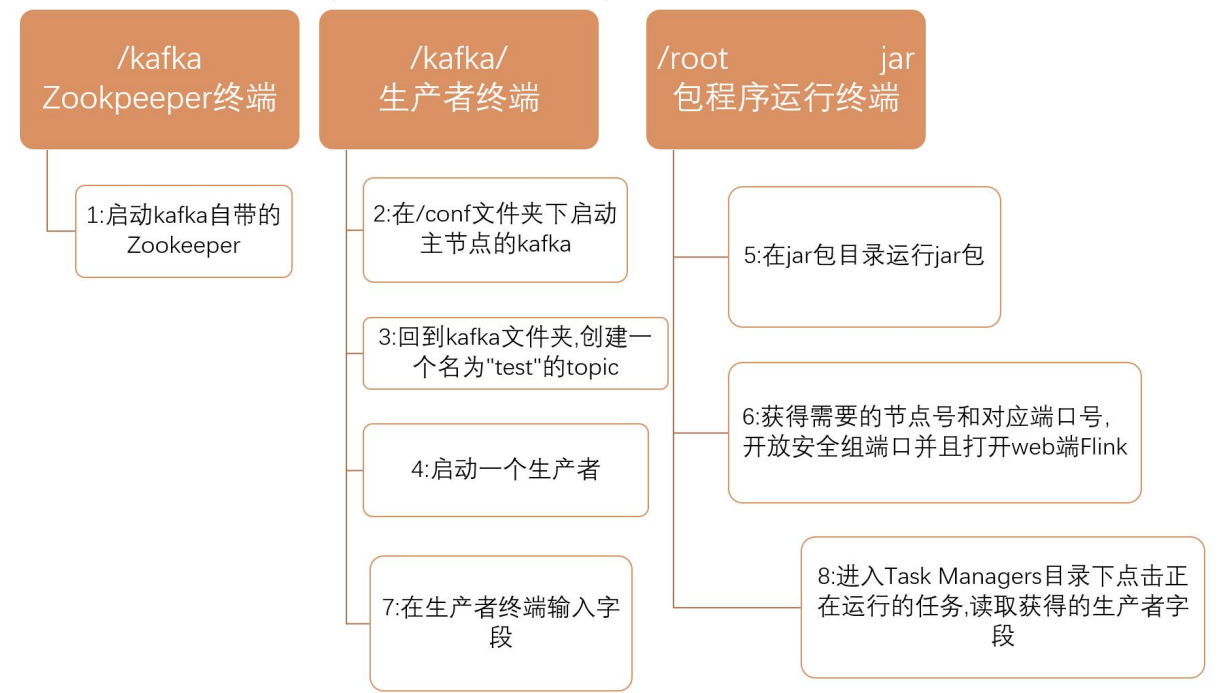 /kafka
Zookpeeper终端
1:启动kafka自带的
Zookeeper
/kafka/
生产者终端
2:在/conf文件夹下启动
主节点的kafka
3:回到kafka文件夹,创建一
个名为"test"的topic
4:启动一个生产者
7:在生产者终端输入字
段
/root jar
包程序运行终端
5:在jar包目录运行jar包
6:获得需要的节点号和对应端口号,
开放安全组端口并且打开web端Flink
8:进入Task Managers目录下点击正
在运行的任务,读取获得的生产者字
段